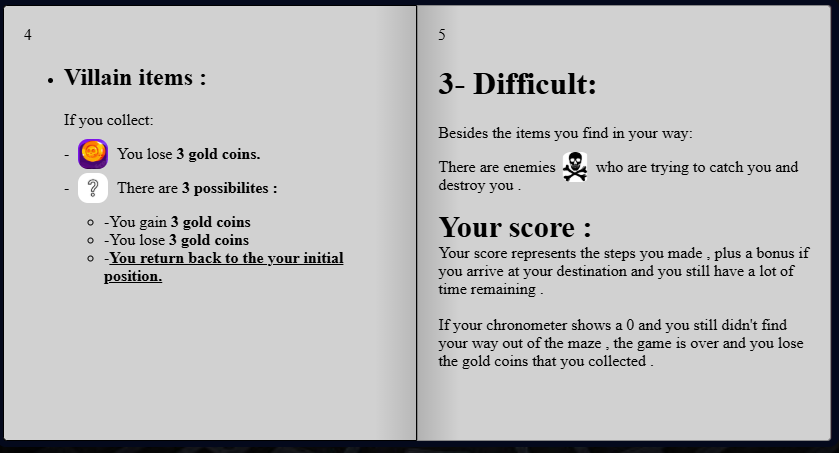 4
• Villain items :
If you collect:
- You lose 3 gold coins.
- ? There are 3 possibilites :
-You gain 3 gold coins
-You lose 3 gold coins
-You return back to the your initial
position.
5
3- Difficult:
Besides the items you find in your way:
There are enemies who are trying to catch you and
destroy you .
Your score :
Your score represents the steps you made , plus a bonus if
you arrive at your destination and you still have a lot of
time remaining .
If your chronometer shows a 0 and you still didn't find
your way out of the maze , the game is over and you lose
the gold coins that you collected .